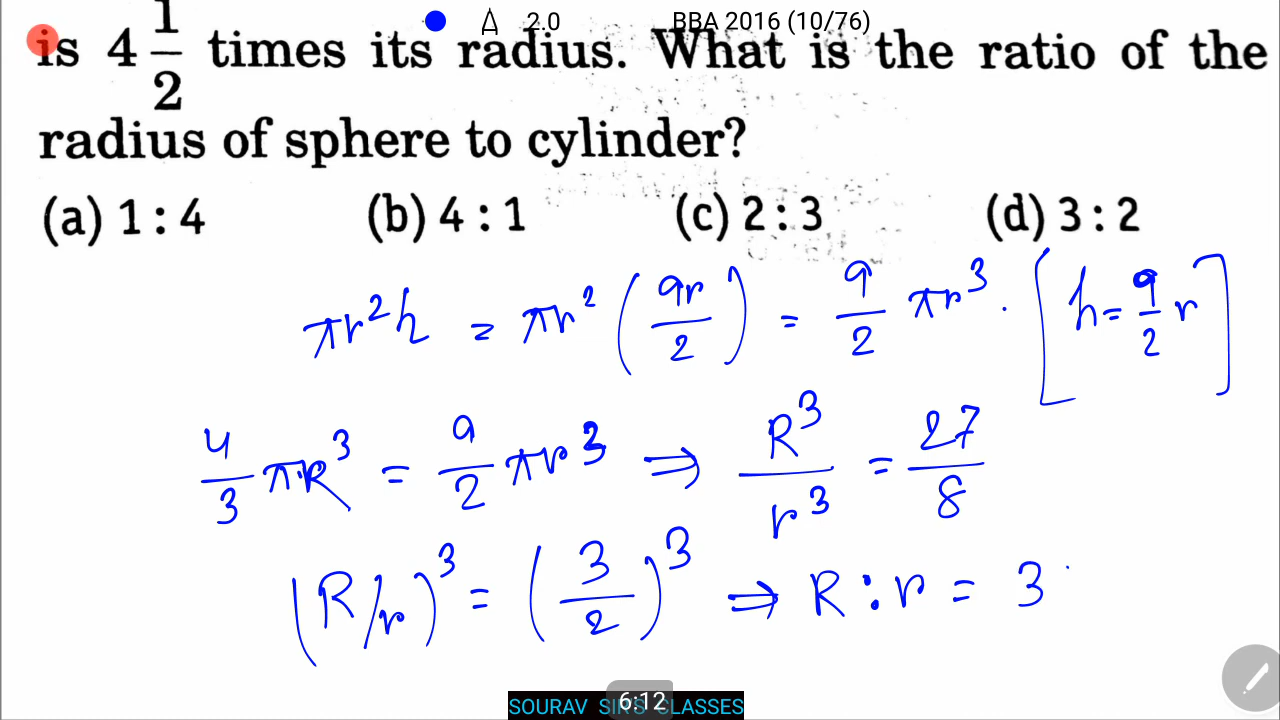 2.0 BBA 2016 (10/76)
is 4 1/2 times its radius. What is the ratio of the
radius of sphere to cylinder?
(a) 1 : 4 (b) 4 : 1 (c) 2 : 3 (d) 3 : 2
πr²h = πr² (9r/2) = 9/2 πr³ . [h = 9/2 r]
4/3 πR³ = 9/2 πr³ ⇒ R³/r³ = 27/8
(R/r)³ = (3/2)³ ⇒ R : r = 3
6:12
SOURAV SIR'S CLASSES